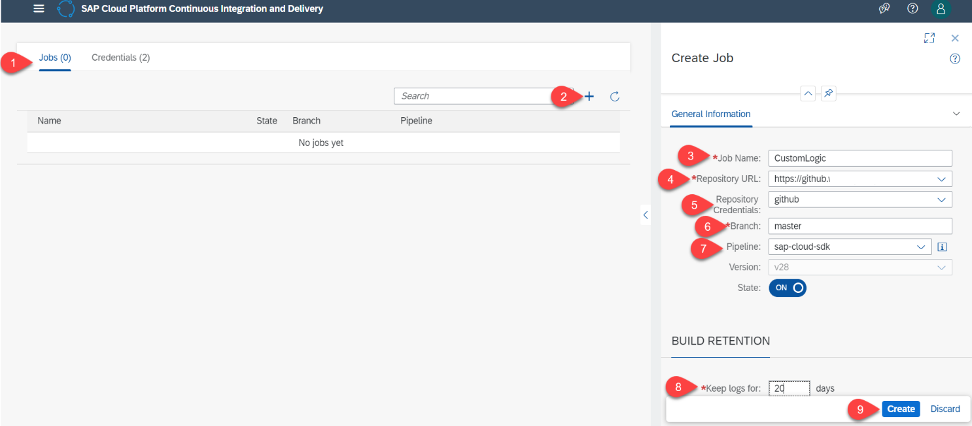 SAP Cloud Platform Continuous Integration and Delivery
1 Jobs (0) Credentials (2)
Search 2
Name State Branch Pipeline
No jobs yet
Create Job
General Information
3 *Job Name: CustomLogic
4 *Repository URL: https://github.
5 Repository Credentials: github
6 *Branch: master
7 Pipeline: sap-cloud-sdk
Version: v28
State: ON
BUILD RETENTION
8 *Keep logs for: 20 days
9 Create Discard